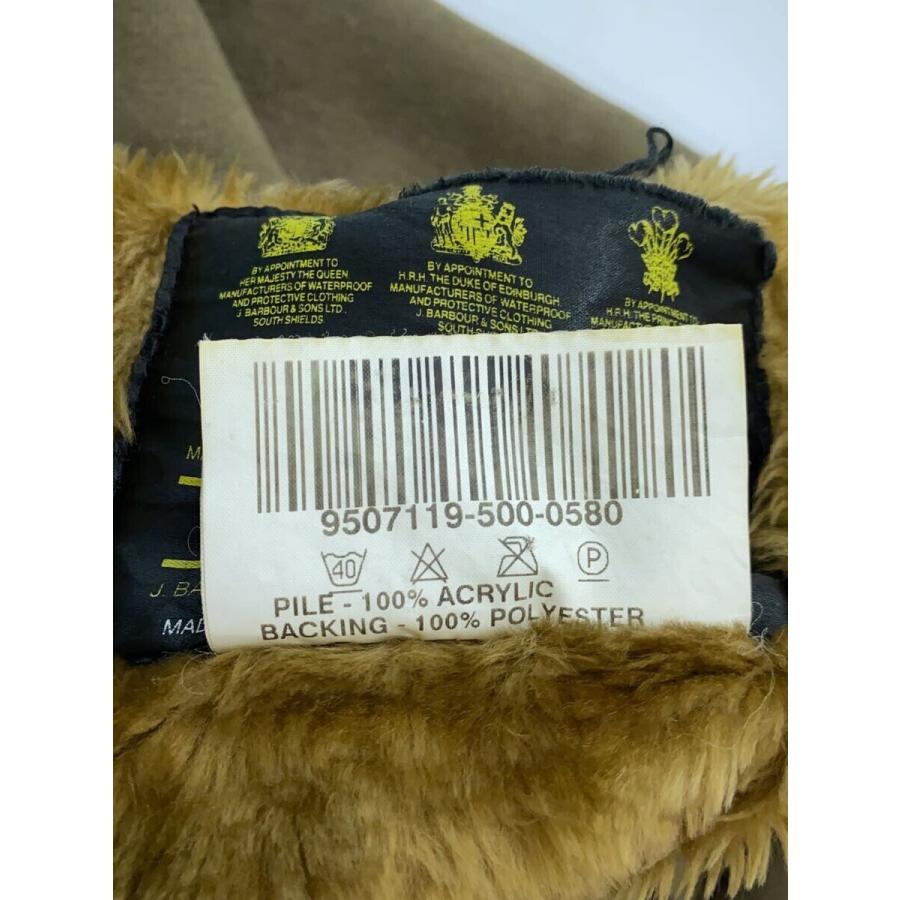 BY APPOINTMENT TO
HER MAJESTY THE QUEEN
MANUFACTURERS OF WATERPROOF
AND PROTECTIVE CLOTHING
J. BARBOUR & SONS LTD.,
SOUTH SHIELDS.
BY APPOINTMENT TO
H.R.H. THE DUKE OF EDINBURGH
MANUFACTURERS OF WATERPROOF
AND PROTECTIVE CLOTHING
J. BARBOUR & SONS LTD.
SOUTH
BY APPOINTMENT TO
H.R.H. THE
9507119-500-0580
40
P
PILE - 100% ACRYLIC
BACKING - 100% POLYESTER
J. BA
MAD